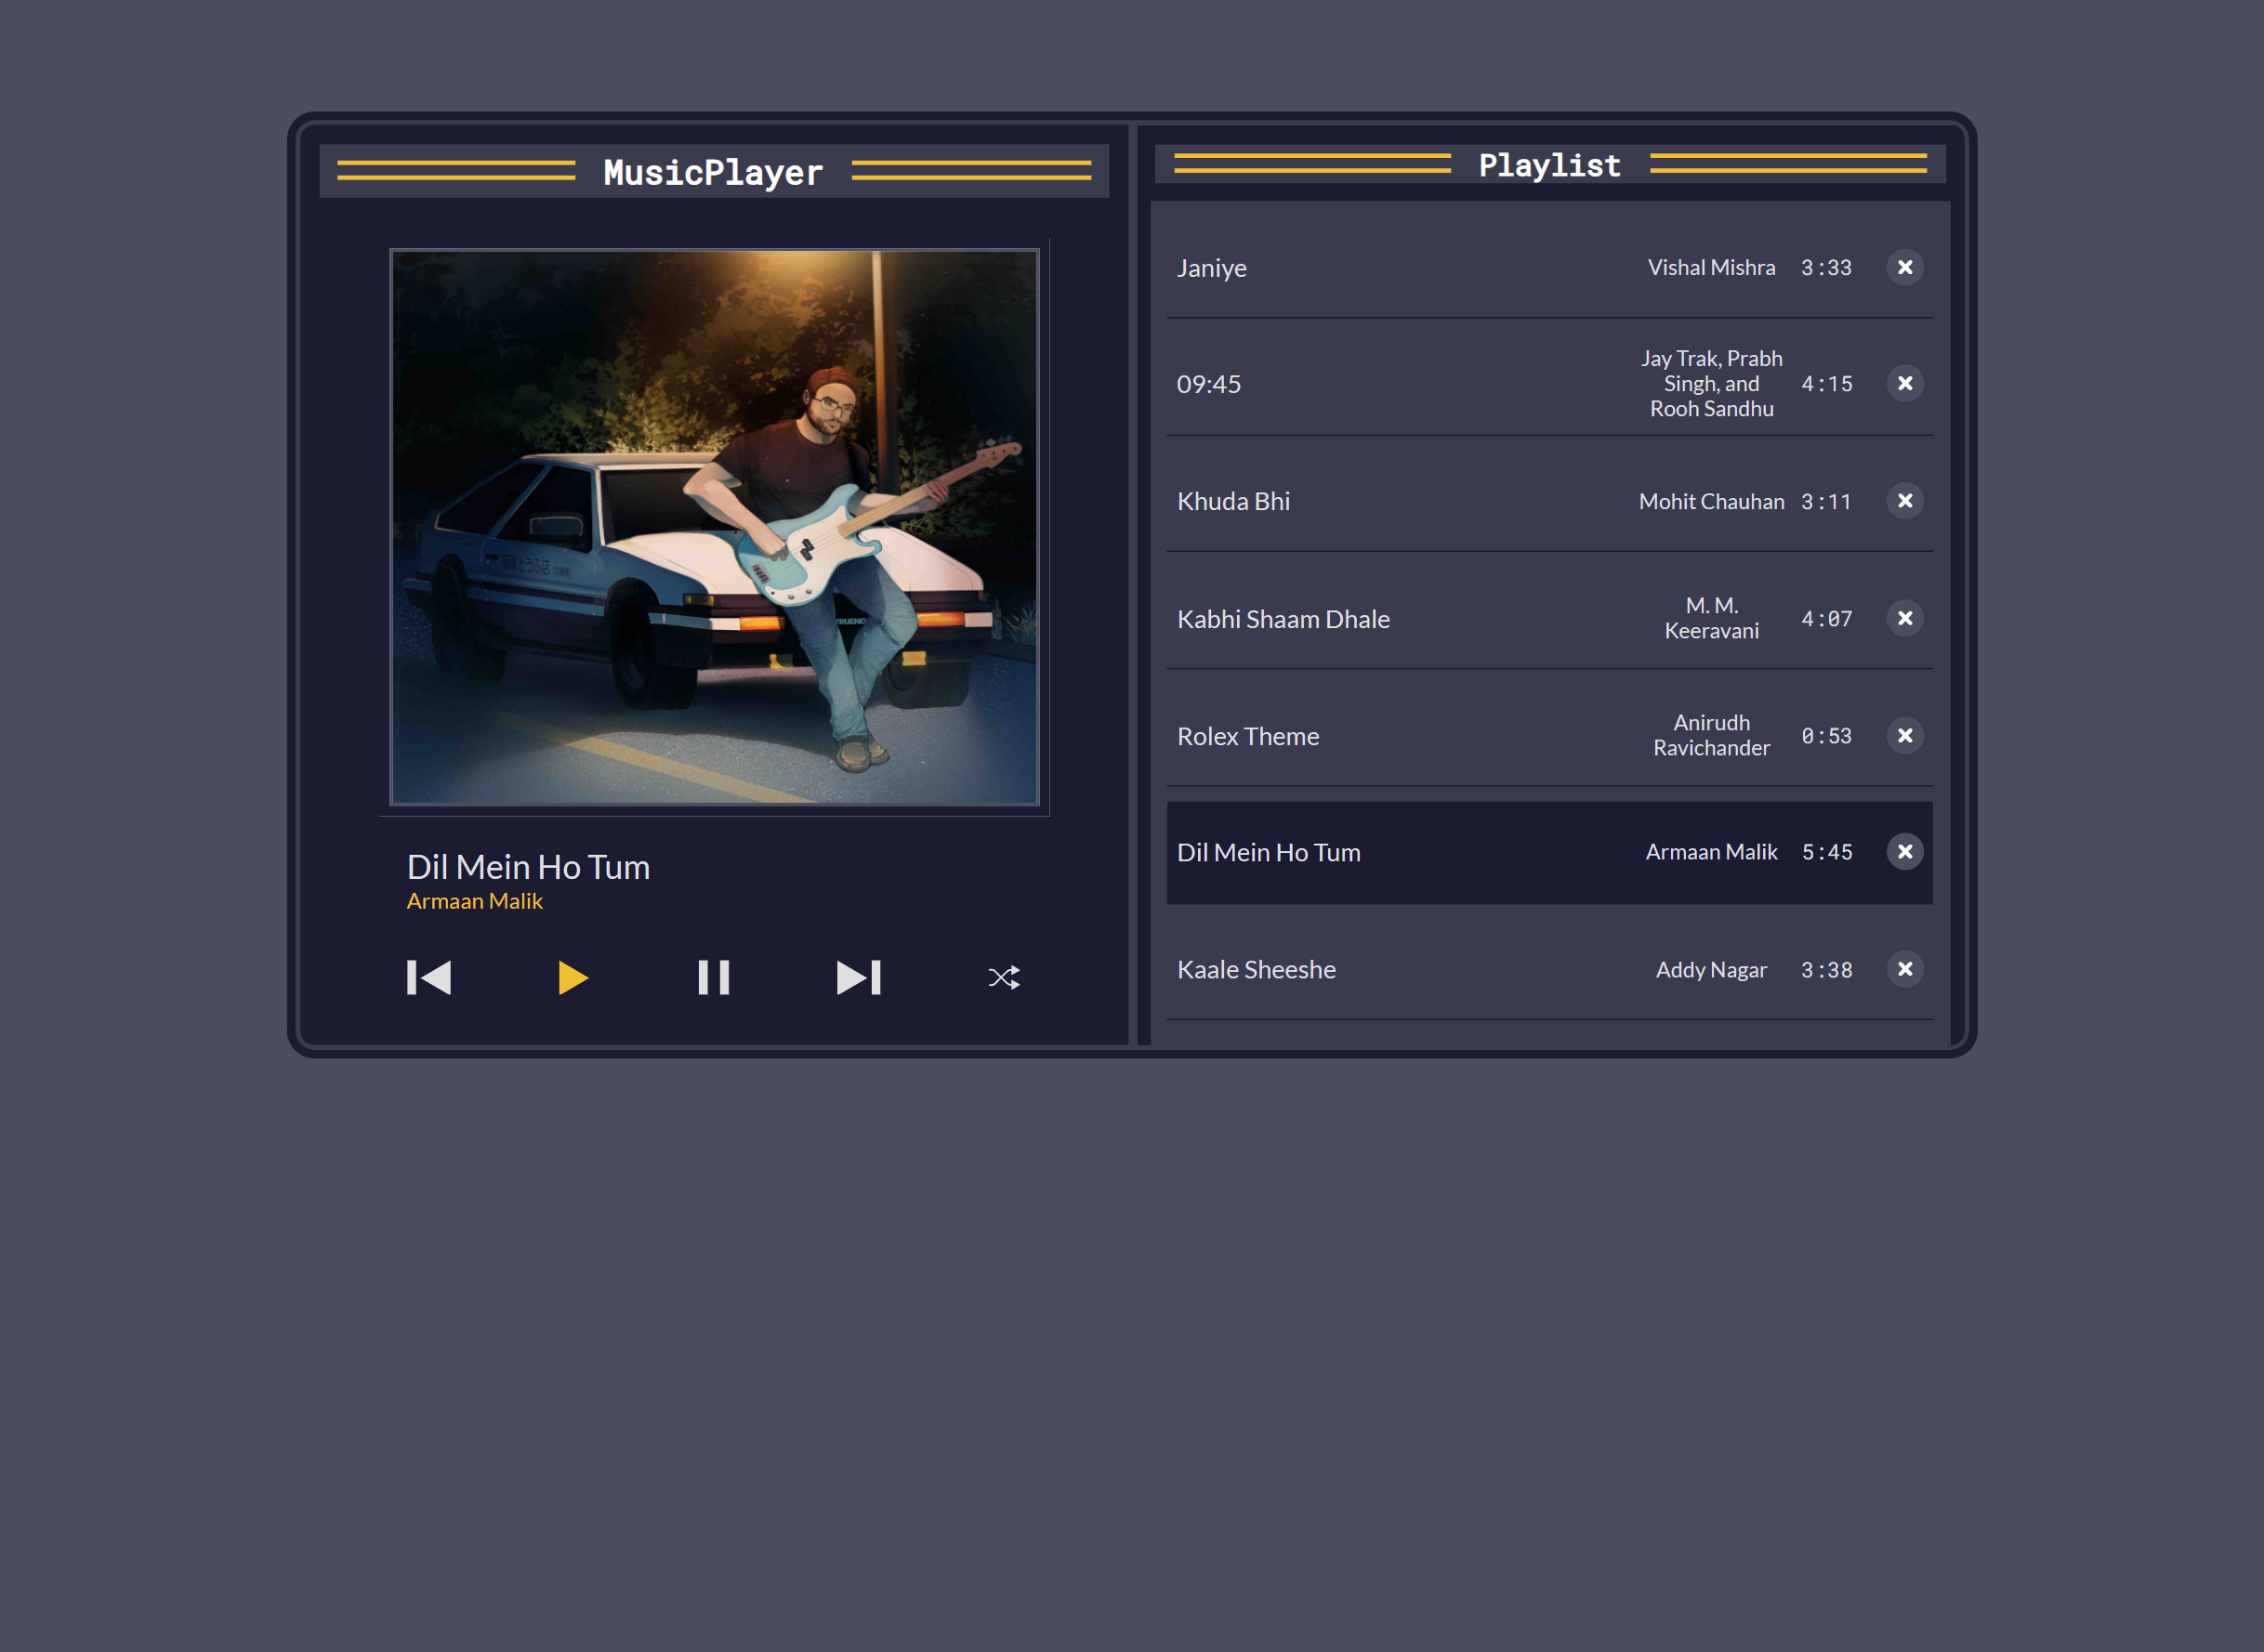 MusicPlayer
TRUENO
Dil Mein Ho Tum
Armaan Malik
Playlist
Janiye Vishal Mishra 3:33
09:45 Jay Trak, Prabh
Singh, and
Rooh Sandhu 4:15
Khuda Bhi Mohit Chauhan 3:11
Kabhi Shaam Dhale M. M.
Keeravani 4:07
Rolex Theme Anirudh
Ravichander 0:53
Dil Mein Ho Tum Armaan Malik 5:45
Kaale Sheeshe Addy Nagar 3:38